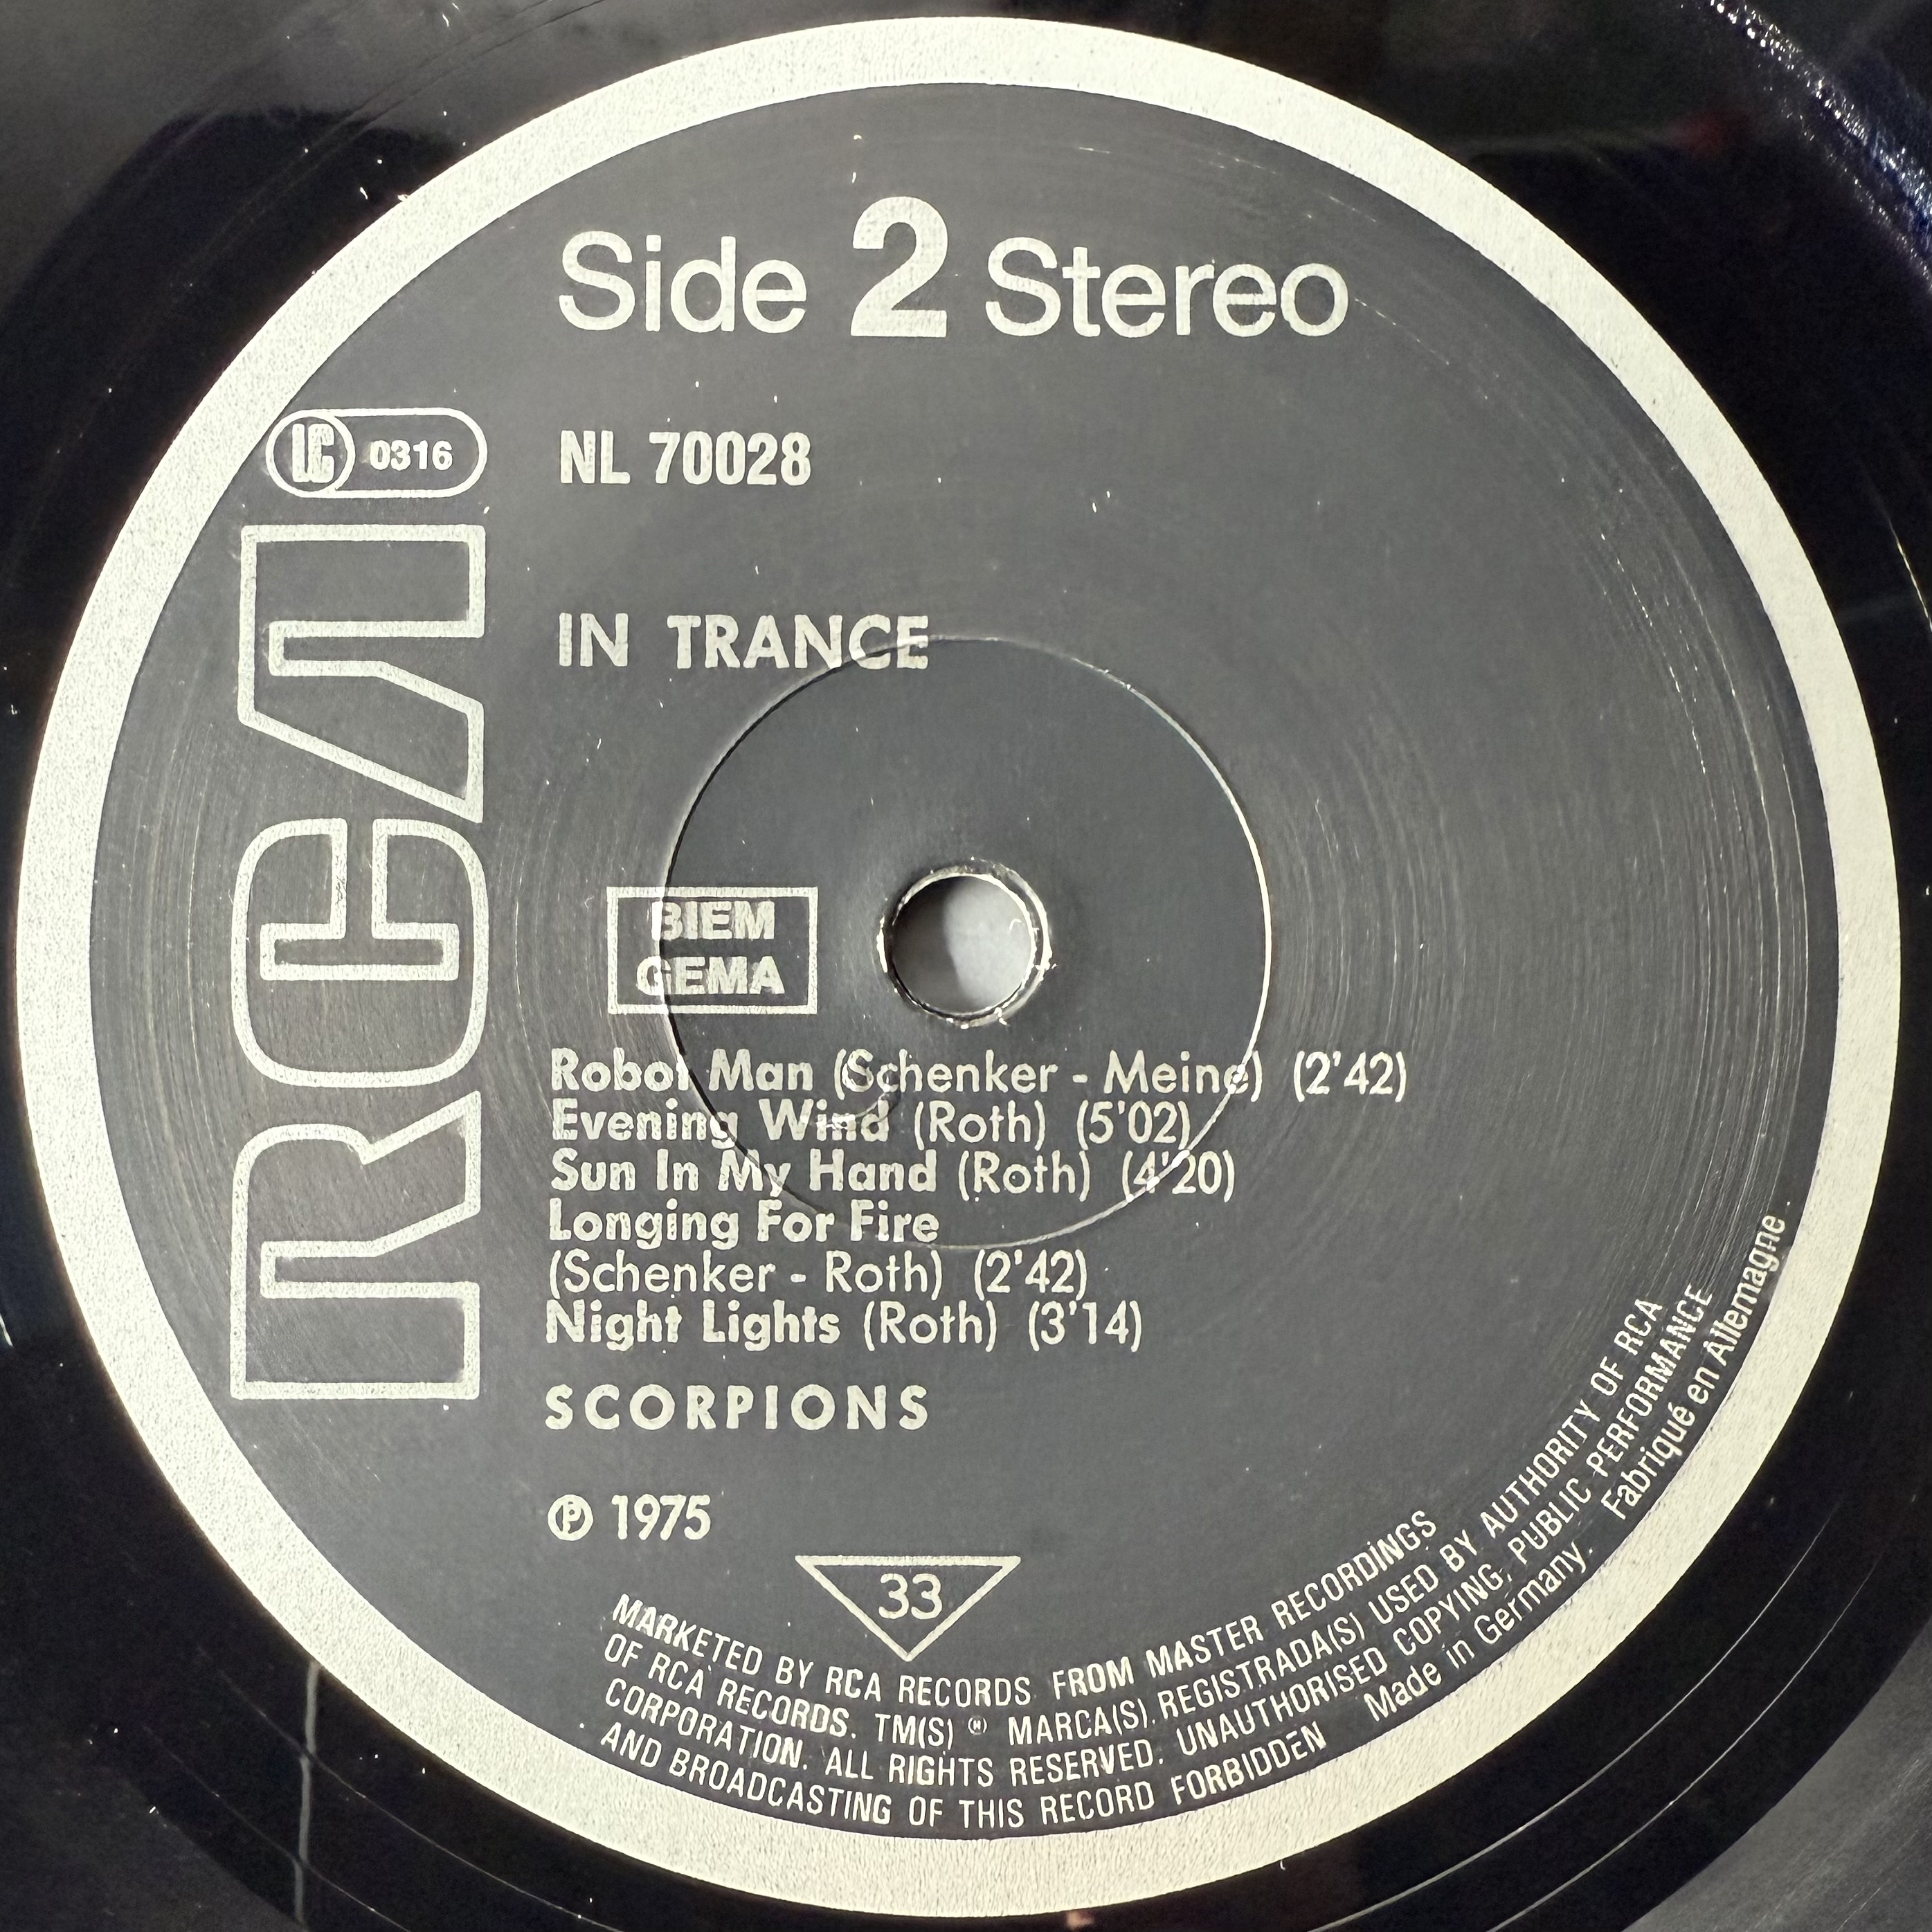 Side 2 Stereo
LC 0316
NL 70028
RCA
IN TRANCE
BIEM
GEMA
Robot Man (Schenker - Meine) (2'42)
Evening Wind (Roth) (5'02)
Sun In My Hand (Roth) (4'20)
Longing For Fire
(Schenker - Roth) (2'42)
Night Lights (Roth) (3'14)
SCORPIONS
℗ 1975
33
MARKETED BY RCA RECORDS FROM MASTER RECORDINGS
OF RCA RECORDS. TM(S) ® MARCA(S) REGISTRADA(S) USED BY AUTHORITY OF RCA
CORPORATION. ALL RIGHTS RESERVED. UNAUTHORISED COPYING, PUBLIC PERFORMANCE
AND BROADCASTING OF THIS RECORD FORBIDDEN Made in Germany. Fabriqué en Allemagne